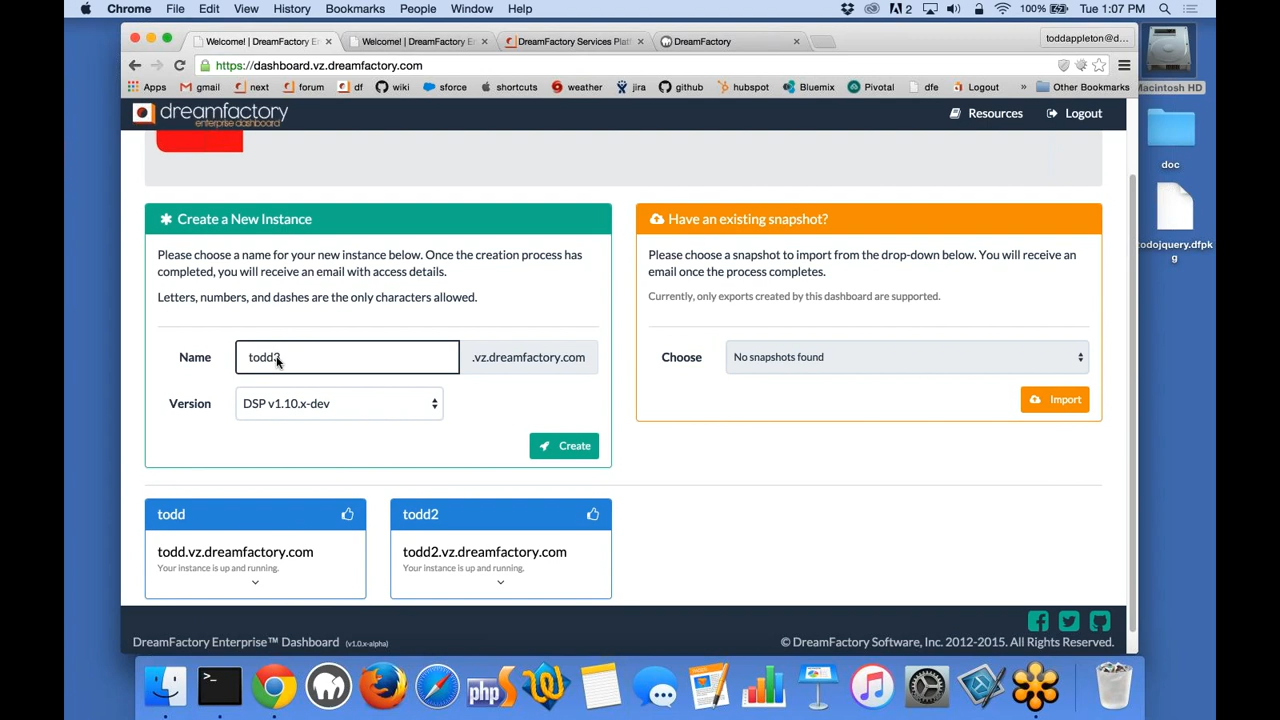 Chrome File Edit View History Bookmarks People Window Help
2 100% Tue 1:07 PM
Welcome! | DreamFactory E × Welcome! | DreamFactory E × DreamFactory Services Plat × DreamFactory ×
toddappleton@d...
https://dashboard.vz.dreamfactory.com
Apps gmail next forum df wiki sforce shortcuts weather jira github hubspot Bluemix Pivotal dfe Logout » Other Bookmarks
Macintosh HD
dreamfactory
enterprise dashboard
Resources Logout
doc
todojquery.dfpk
g
Create a New Instance
Please choose a name for your new instance below. Once the creation process has
completed, you will receive an email with access details.
Letters, numbers, and dashes are the only characters allowed.
Name .vz.dreamfactory.com
Version DSP v1.10.x-dev
Create
Have an existing snapshot?
Please choose a snapshot to import from the drop-down below. You will receive an
email once the process completes.
Currently, only exports created by this dashboard are supported.
Choose No snapshots found
Import
todd
todd.vz.dreamfactory.com
Your instance is up and running.
todd2
todd2.vz.dreamfactory.com
Your instance is up and running.
DreamFactory Enterprise™ Dashboard (v1.0.x-alpha)
© DreamFactory Software, Inc. 2012-2015. All Rights Reserved.
php